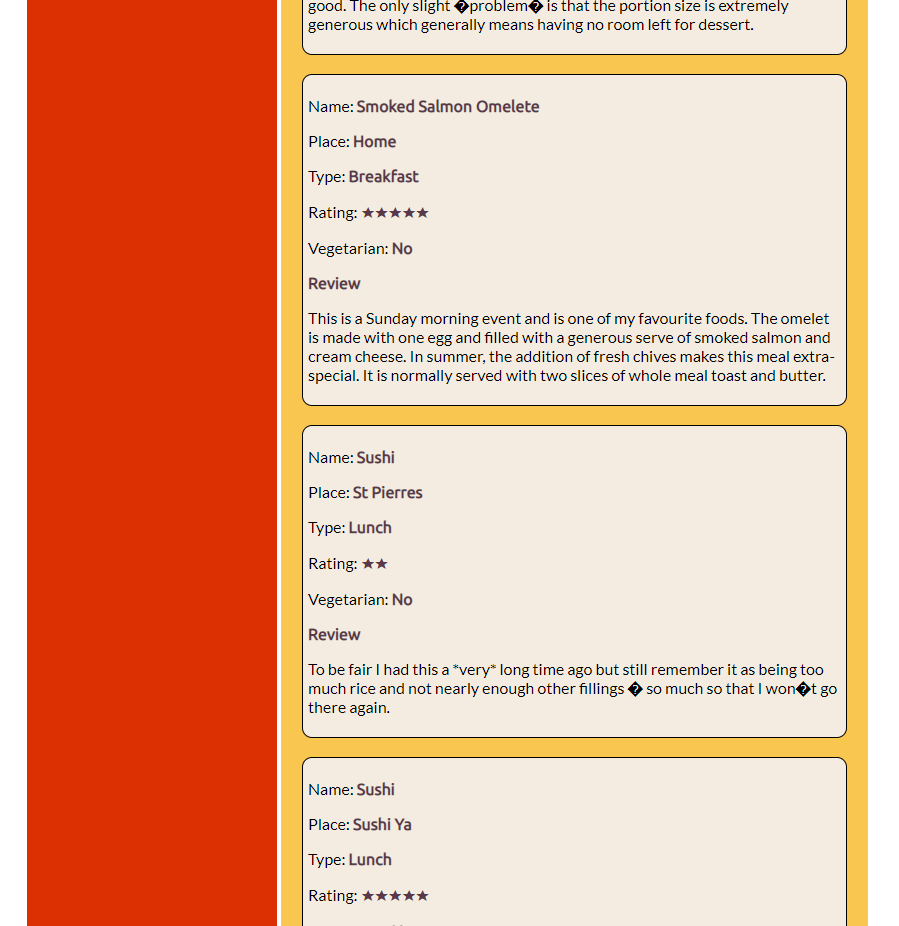 good. The only slight �problem� is that the portion size is extremely
generous which generally means having no room left for dessert.
Name: Smoked Salmon Omelete
Place: Home
Type: Breakfast
Rating: ★★★★★
Vegetarian: No
Review
This is a Sunday morning event and is one of my favourite foods. The omelet
is made with one egg and filled with a generous serve of smoked salmon and
cream cheese. In summer, the addition of fresh chives makes this meal extra-
special. It is normally served with two slices of whole meal toast and butter.
Name: Sushi
Place: St Pierres
Type: Lunch
Rating: ★★
Vegetarian: No
Review
To be fair I had this a *very* long time ago but still remember it as being too
much rice and not nearly enough other fillings � so much so that I won�t go
there again.
Name: Sushi
Place: Sushi Ya
Type: Lunch
Rating: ★★★★★